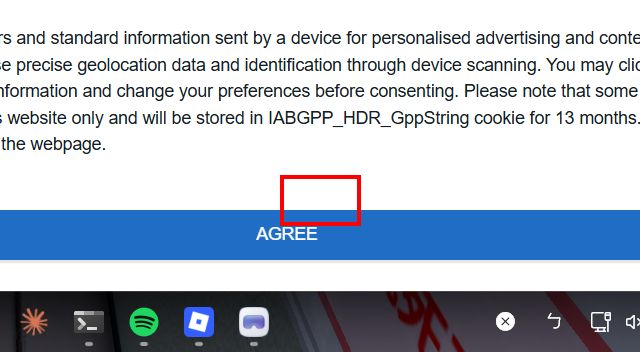 rs and standard information sent by a device for personalised advertising and conte
se precise geolocation data and identification through device scanning. You may clic
nformation and change your preferences before consenting. Please note that some
s website only and will be stored in IABGPP_HDR_GppString cookie for 13 months.
the webpage.
AGREE
ㄅ